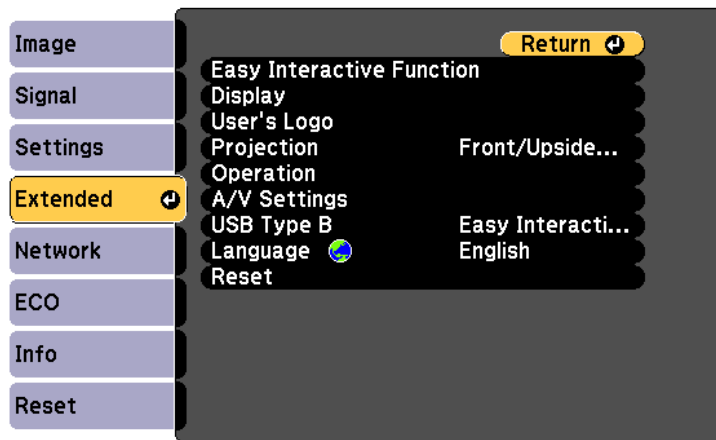 Image
Signal
Settings
Extended
Network
ECO
Info
Reset
Return
Easy Interactive Function
Display
User's Logo
Projection Front/Upside...
Operation
A/V Settings
USB Type B Easy Interacti...
Language English
Reset